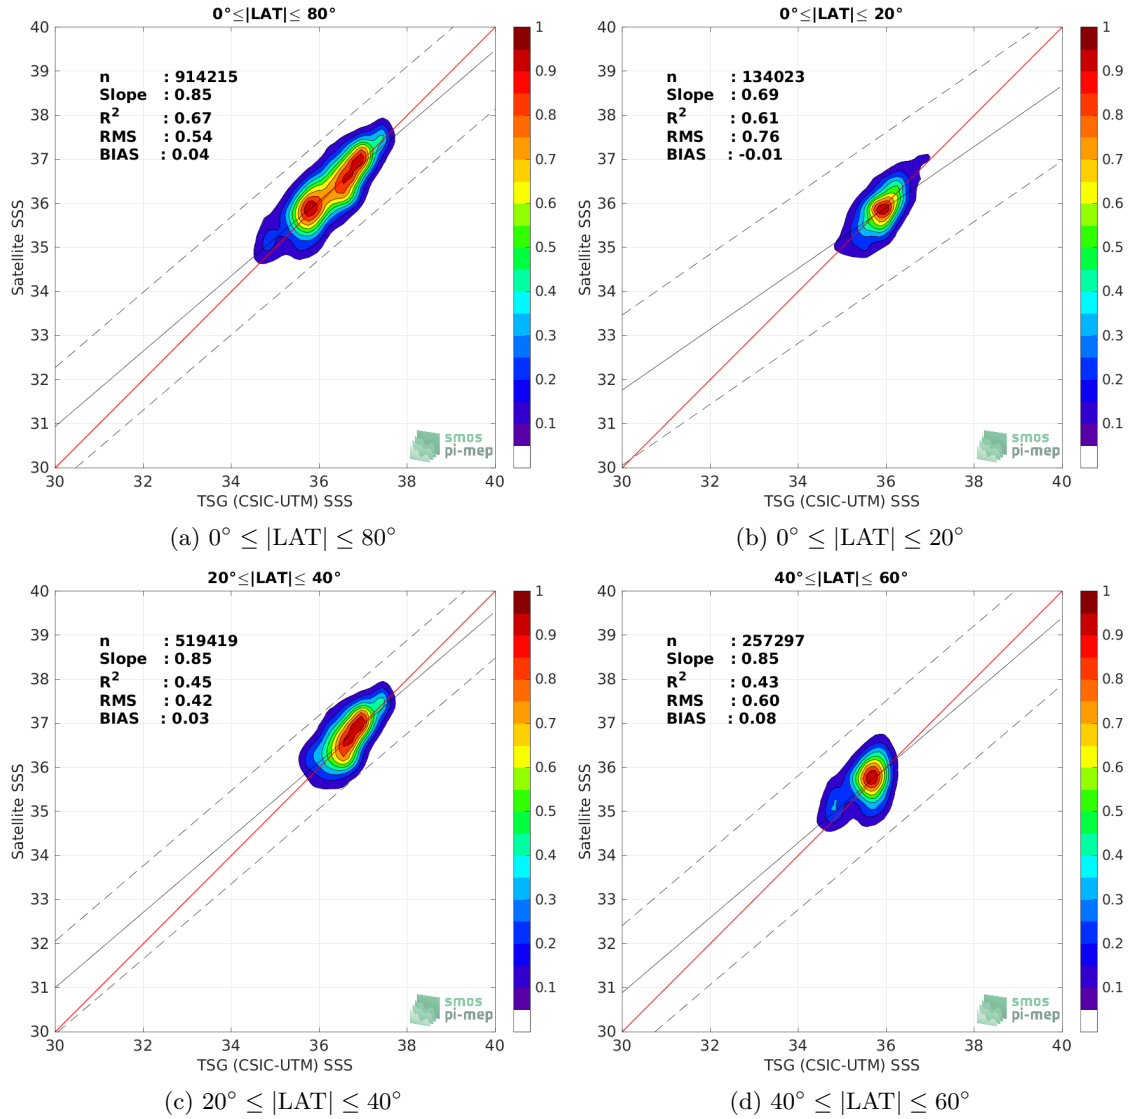 0°≤|LAT|≤ 80°
n : 914215
Slope : 0.85
R² : 0.67
RMS : 0.54
BIAS : 0.04
Satellite SSS
40
39
38
37
36
35
34
33
32
31
30
30 32 34 36 38 40
TSG (CSIC-UTM) SSS
smos
pi-mep
1
0.9
0.8
0.7
0.6
0.5
0.4
0.3
0.2
0.1
(a) 0° ≤ |LAT| ≤ 80°
0°≤|LAT|≤ 20°
n : 134023
Slope : 0.69
R² : 0.61
RMS : 0.76
BIAS : -0.01
Satellite SSS
40
39
38
37
36
35
34
33
32
31
30
30 32 34 36 38 40
TSG (CSIC-UTM) SSS
smos
pi-mep
1
0.9
0.8
0.7
0.6
0.5
0.4
0.3
0.2
0.1
(b) 0° ≤ |LAT| ≤ 20°
20°≤|LAT|≤ 40°
n : 519419
Slope : 0.85
R² : 0.45
RMS : 0.42
BIAS : 0.03
Satellite SSS
40
39
38
37
36
35
34
33
32
31
30
30 32 34 36 38 40
TSG (CSIC-UTM) SSS
smos
pi-mep
1
0.9
0.8
0.7
0.6
0.5
0.4
0.3
0.2
0.1
(c) 20° ≤ |LAT| ≤ 40°
40°≤|LAT|≤ 60°
n : 257297
Slope : 0.85
R² : 0.43
RMS : 0.60
BIAS : 0.08
Satellite SSS
40
39
38
37
36
35
34
33
32
31
30
30 32 34 36 38 40
TSG (CSIC-UTM) SSS
smos
pi-mep
1
0.9
0.8
0.7
0.6
0.5
0.4
0.3
0.2
0.1
(d) 40° ≤ |LAT| ≤ 60°